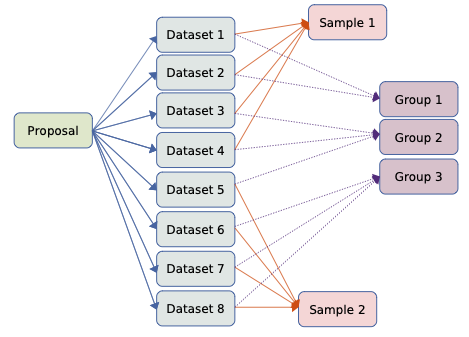 Proposal
Dataset 1
Dataset 2
Dataset 3
Dataset 4
Dataset 5
Dataset 6
Dataset 7
Dataset 8
Sample 1
Group 1
Group 2
Group 3
Sample 2